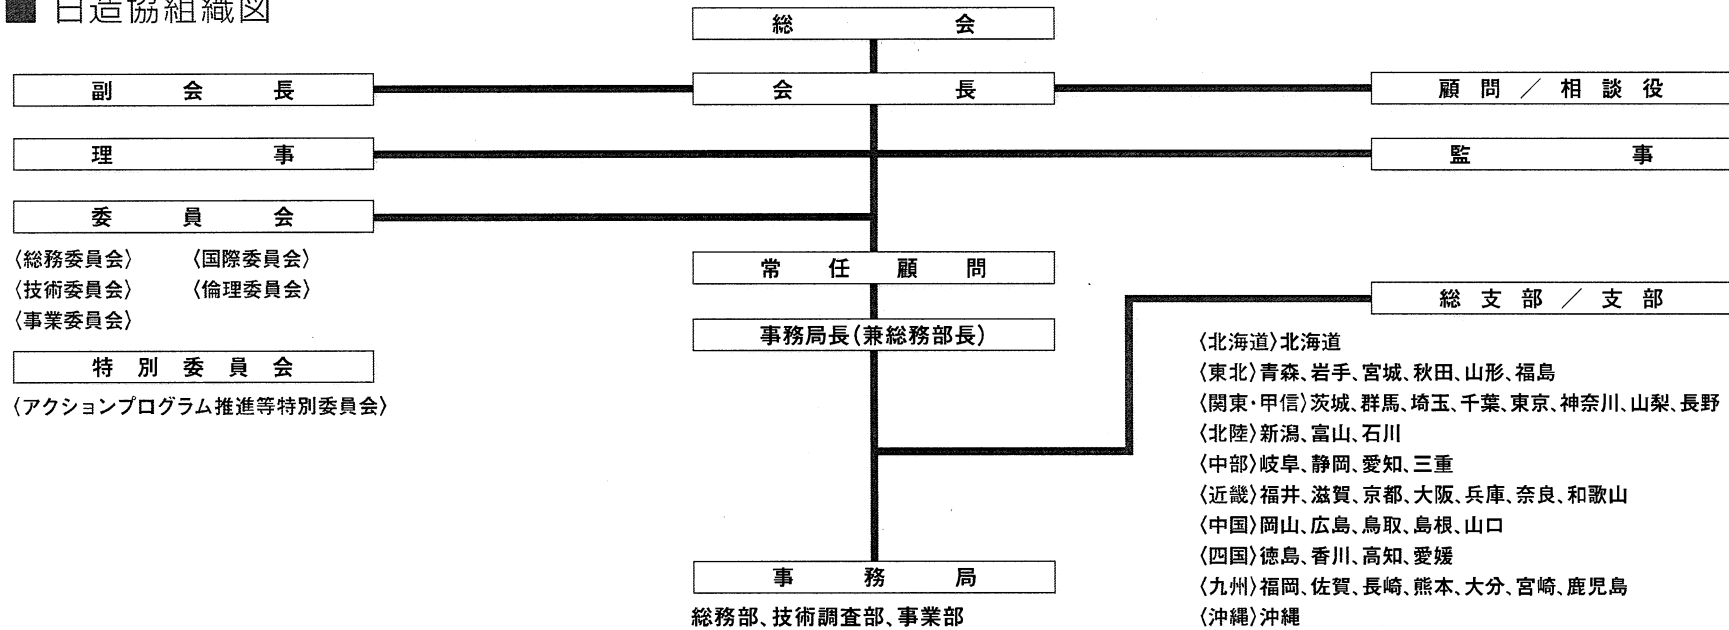 ■ 日造協組織図
総会
副会長
会長
顧問／相談役
理事
監事
委員会
〈総務委員会〉 〈国際委員会〉
〈技術委員会〉 〈倫理委員会〉
〈事業委員会〉
特別委員会
〈アクションプログラム推進等特別委員会〉
常任顧問
事務局長(兼総務部長)
総支部／支部
〈北海道〉北海道
〈東北〉青森、岩手、宮城、秋田、山形、福島
〈関東・甲信〉茨城、群馬、埼玉、千葉、東京、神奈川、山梨、長野
〈北陸〉新潟、富山、石川
〈中部〉岐阜、静岡、愛知、三重
〈近畿〉福井、滋賀、京都、大阪、兵庫、奈良、和歌山
〈中国〉岡山、広島、鳥取、島根、山口
〈四国〉徳島、香川、高知、愛媛
〈九州〉福岡、佐賀、長崎、熊本、大分、宮崎、鹿児島
〈沖縄〉沖縄
事務局
総務部、技術調査部、事業部